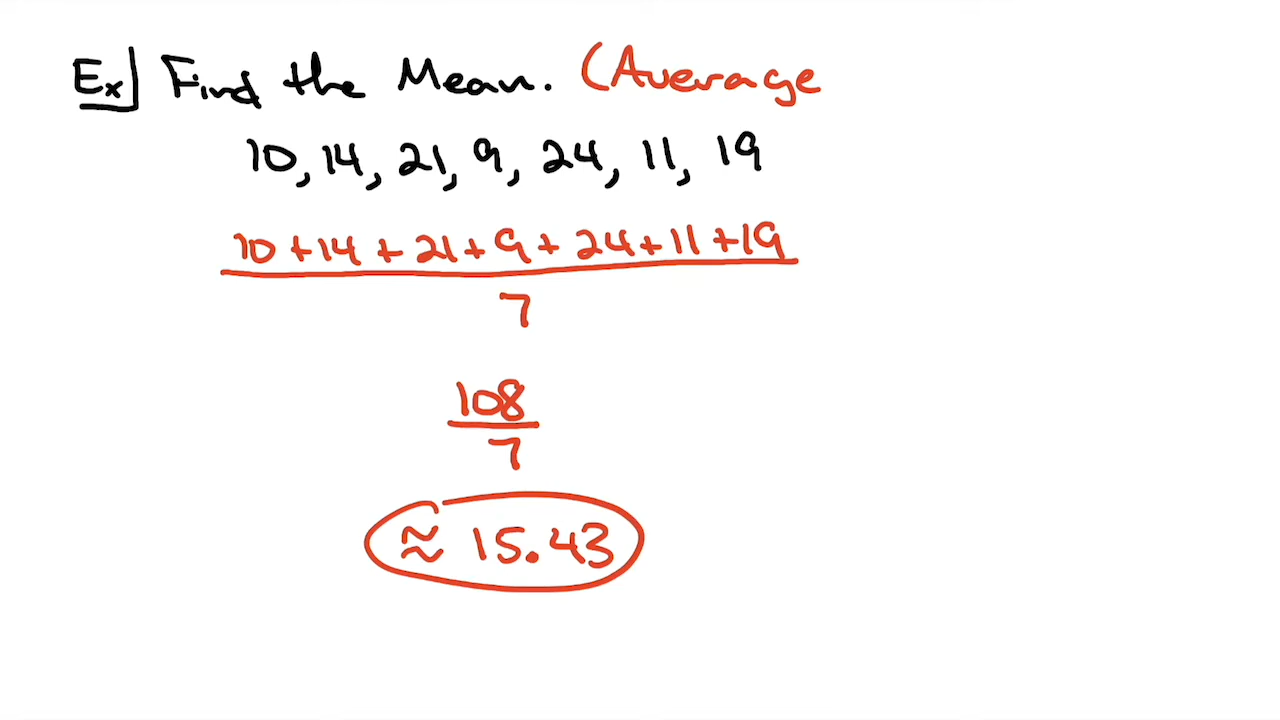 Ex] Find the Mean. (Average
10, 14, 21, 9, 24, 11, 19
10 + 14 + 21 + 9 + 24 + 11 + 19
7
108
7
≈ 15.43